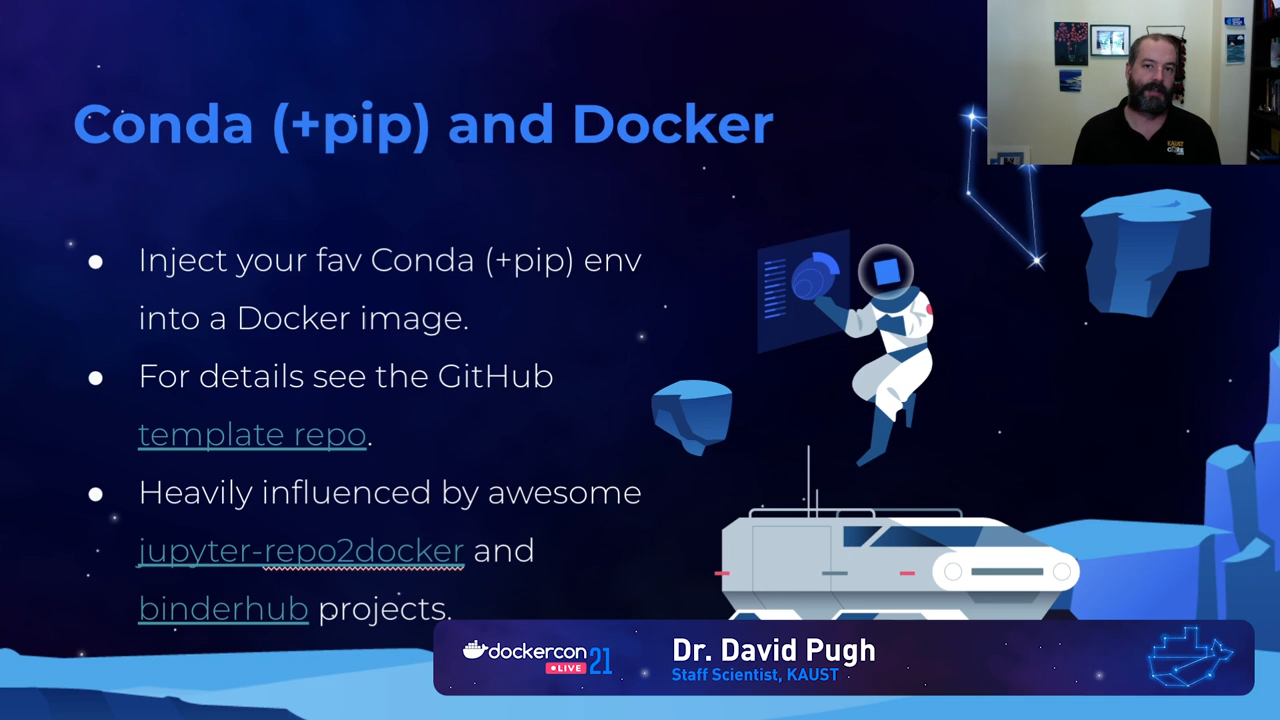 Conda (+pip) and Docker
Inject your fav Conda (+pip) env
into a Docker image.
For details see the GitHub
template repo.
Heavily influenced by awesome
jupyter-repo2docker and
binderhub projects.
dockercon
LIVE
21
Dr. David Pugh
Staff Scientist, KAUST
KAUST